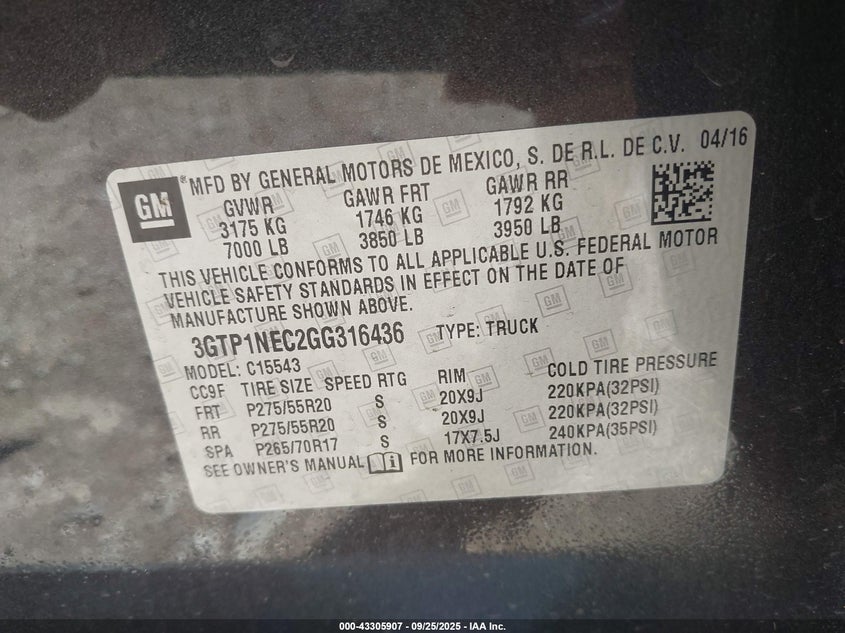 GM
MFD BY GENERAL MOTORS DE MEXICO, S. DE R.L. DE C.V. 04/16
GVWR GAWR FRT GAWR RR
3175 KG 1746 KG 1792 KG
7000 LB 3850 LB 3950 LB
THIS VEHICLE CONFORMS TO ALL APPLICABLE U.S. FEDERAL MOTOR
VEHICLE SAFETY STANDARDS IN EFFECT ON THE DATE OF
MANUFACTURE SHOWN ABOVE.
3GTP1NEC2GG316436 TYPE: TRUCK
MODEL: C15543
CC9F TIRE SIZE SPEED RTG RIM COLD TIRE PRESSURE
FRT P275/55R20 S 20X9J 220KPA(32PSI)
RR P275/55R20 S 20X9J 220KPA(32PSI)
SPA P265/70R17 S 17X7.5J 240KPA(35PSI)
SEE OWNER'S MANUAL i FOR MORE INFORMATION.
000-43305907 - 09/25/2025 - IAA Inc.